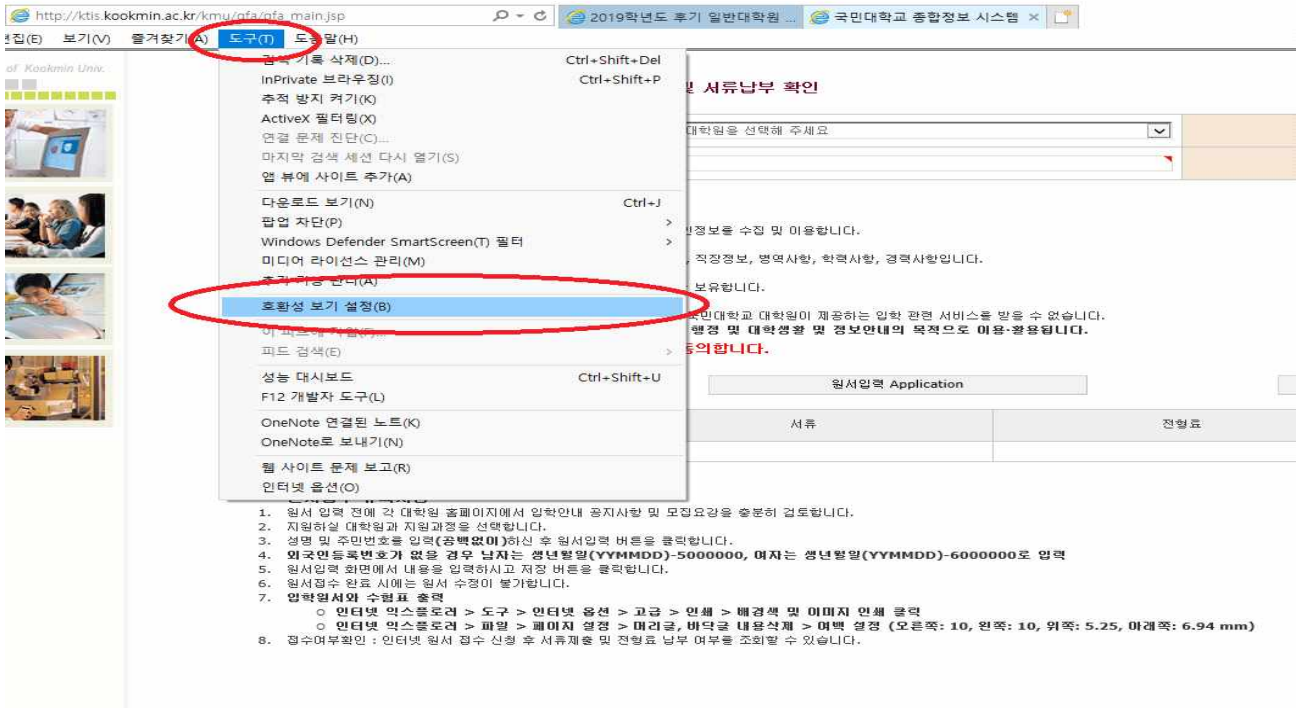 http://ktis.kookmin.ac.kr/kmu/gfa/gfa_main.jsp
2019학년도 후기 일반대학원 ...
국민대학교 종합정보 시스템
보기(V) 즐겨찾기(A) 도구(T) 도움말(H)
of Kookmin Univ.
검색 기록 삭제(D)... Ctrl+Shift+Del
InPrivate 브라우징(I) Ctrl+Shift+P
추적 방지 켜기(K)
ActiveX 필터링(X)
연결 문제 진단(C)...
마지막 검색 세션 다시 열기(S)
앱 뷰에 사이트 추가(A)
다운로드 보기(N) Ctrl+J
팝업 차단(P)
Windows Defender SmartScreen(T) 필터
미디어 라이선스 관리(M)
추가 기능 관리(A)
호환성 보기 설정(B)
피드 검색(E)
성능 대시보드 Ctrl+Shift+U
F12 개발자 도구(L)
OneNote 연결된 노트(K)
OneNote로 보내기(N)
웹 사이트 문제 보고(R)
인터넷 옵션(O)
및 서류납부 확인
대학원을 선택해 주세요
인정보를 수집 및 이용합니다.
, 직장정보, 병역사항, 학력사항, 경력사항입니다.
보유합니다.
국민대학교 대학원이 제공하는 입학 관련 서비스를 받을 수 없습니다.
행정 및 대학생활 및 정보안내의 목적으로 이용·활용됩니다.
동의합니다.
원서입력 Application
서류 전형료
1. 원서 입력 전에 각 대학원 홈페이지에서 입학안내 공지사항 및 모집요강을 충분히 검토합니다.
2. 지원하실 대학원과 지원과정을 선택합니다.
3. 성명 및 주민번호를 입력(공백없이)하신 후 원서입력 버튼을 클릭합니다.
4. 외국인등록번호가 없을 경우 남자는 생년월일(YYMMDD)-5000000, 여자는 생년월일(YYMMDD)-6000000로 입력
5. 원서입력 화면에서 내용을 입력하시고 저장 버튼을 클릭합니다.
6. 원서접수 완료 시에는 원서 수정이 불가합니다.
7. 입학원서와 수험표 출력
○ 인터넷 익스플로러 > 도구 > 인터넷 옵션 > 고급 > 인쇄 > 배경색 및 이미지 인쇄 클릭
○ 인터넷 익스플로러 > 파일 > 페이지 설정 > 머리글, 바닥글 내용삭제 > 여백 설정 (오른쪽: 10, 왼쪽: 10, 위쪽: 5.25, 아래쪽: 6.94 mm)
8. 접수여부확인 : 인터넷 원서 접수 신청 후 서류제출 및 전형료 납부 여부를 조회할 수 있습니다.